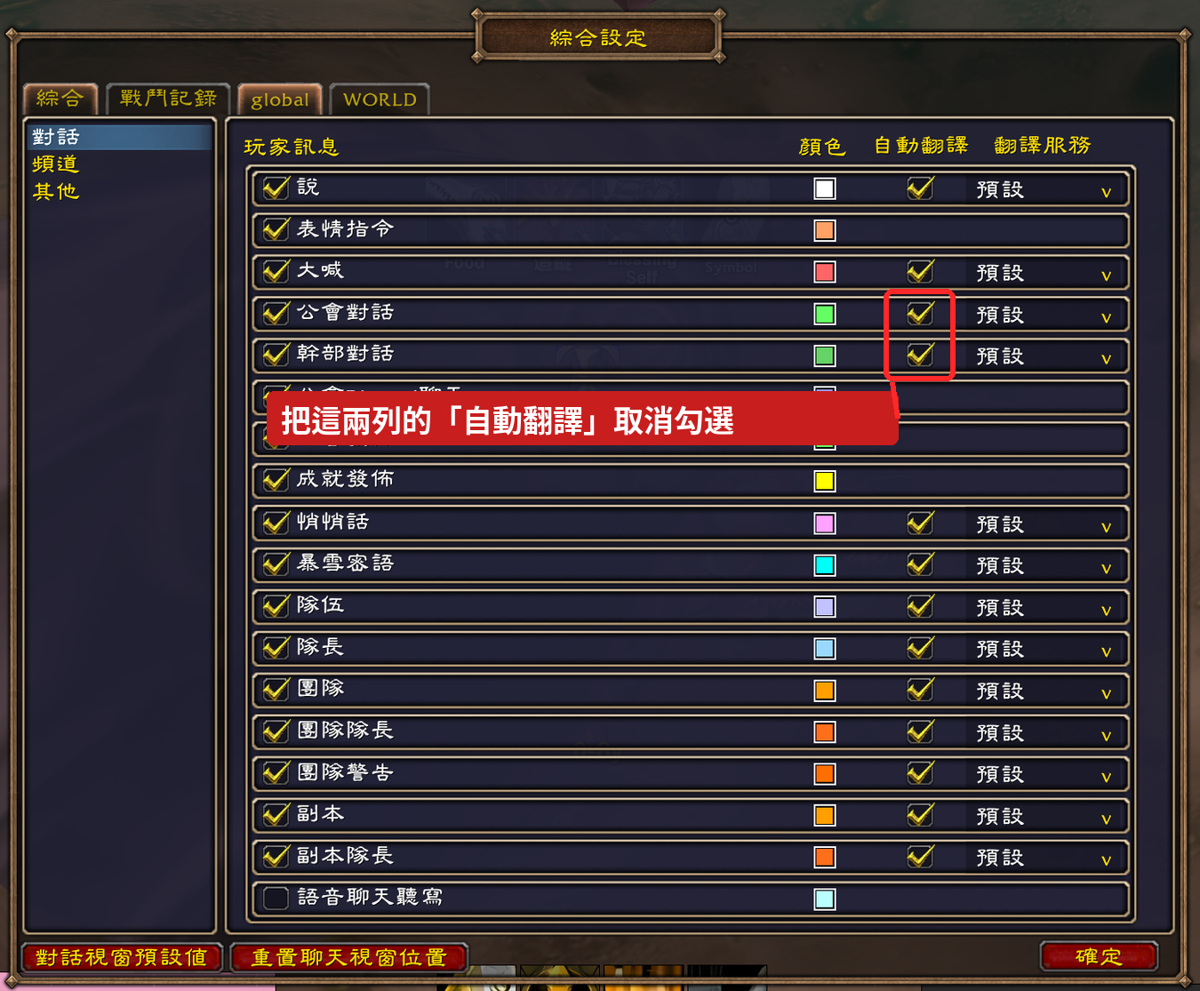 綜合設定
綜合 戰鬥記錄 global WORLD
對話
頻道
其他
玩家訊息 顏色 自動翻譯 翻譯服務
說 預設 v
表情指令
大喊 預設 v
公會對話 預設 v
幹部對話 預設 v
把這兩列的「自動翻譯」取消勾選
成就發佈
悄悄話 預設 v
暴雪密語 預設 v
隊伍 預設 v
隊長 預設 v
團隊 預設 v
團隊隊長 預設 v
團隊警告 預設 v
副本 預設 v
副本隊長 預設 v
語音聊天聽寫
對話視窗預設值 重置聊天視窗位置 確定